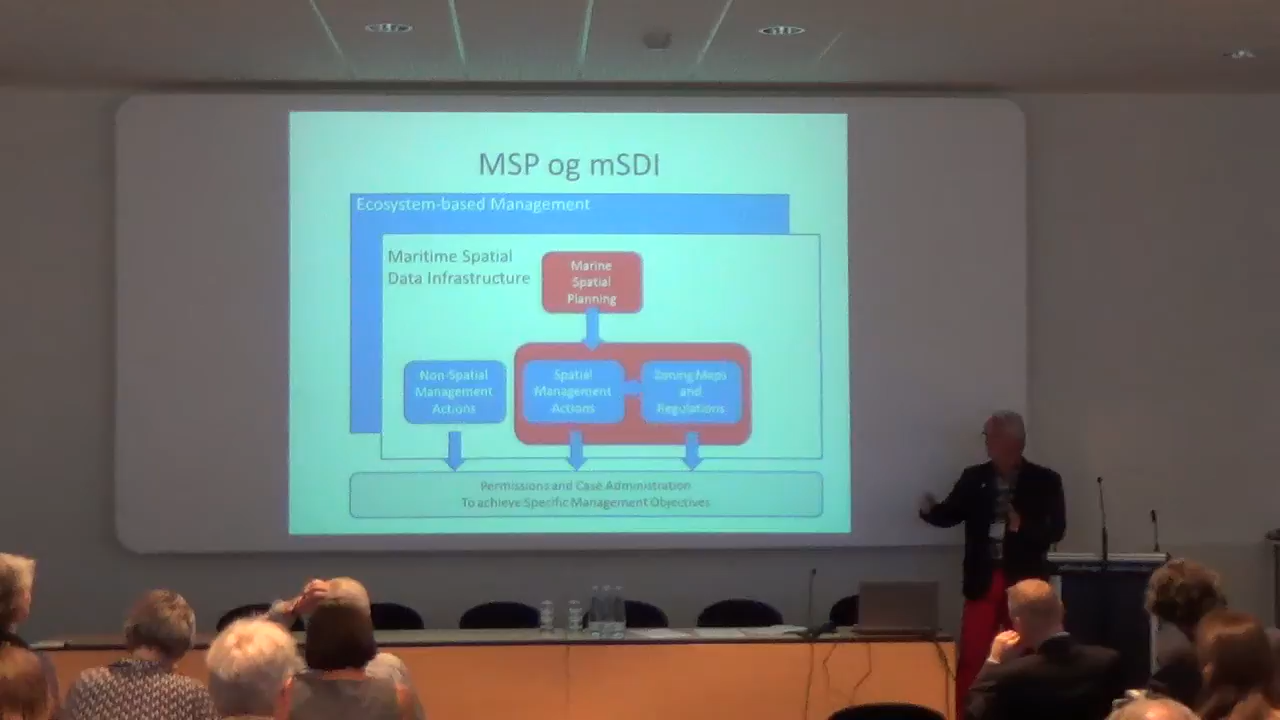 MSP og mSDI
Ecosystem-based Management
Maritime Spatial
Data Infrastructure
Marine
Spatial
Planning
Non-Spatial
Management
Actions
Spatial
Management
Actions
Zoning Maps
and
Regulations
Permissions and Case Administration
To achieve Specific Management Objectives